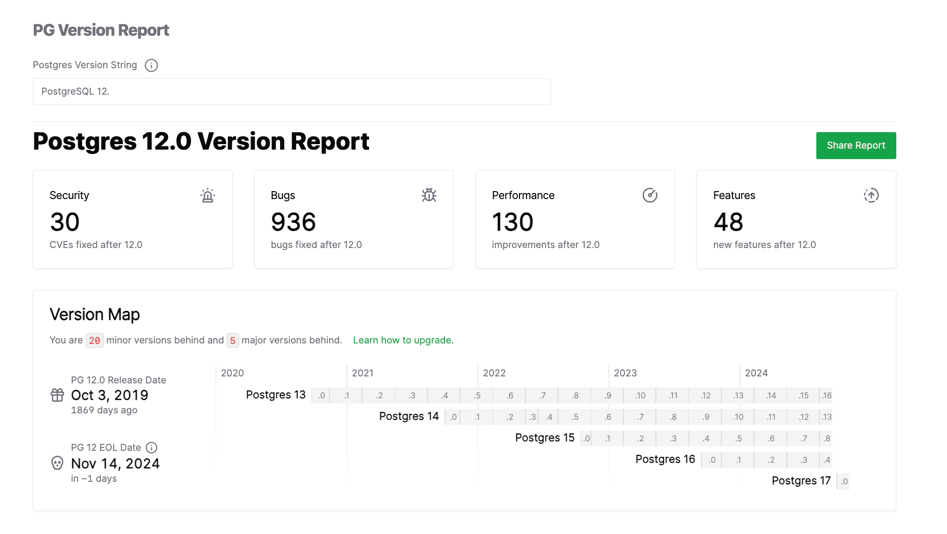 PG Version Report
Postgres Version String
PostgreSQL 12.
Postgres 12.0 Version Report
Share Report
Security
30
CVEs fixed after 12.0
Bugs
936
bugs fixed after 12.0
Performance
130
improvements after 12.0
Features
48
new features after 12.0
Version Map
You are 20 minor versions behind and 5 major versions behind. Learn how to upgrade.
2020 2021 2022 2023 2024
PG 12.0 Release Date
Oct 3, 2019
1869 days ago
PG 12 EOL Date
Nov 14, 2024
in −1 days
Postgres 13 .0 .1 .2 .3 .4 .5 .6 .7 .8 .9 .10 .11 .12 .13 .14 .15 .16
Postgres 14 .0 .1 .2 .3 .4 .5 .6 .7 .8 .9 .10 .11 .12 .13
Postgres 15 .0 .1 .2 .3 .4 .5 .6 .7 .8
Postgres 16 .0 .1 .2 .3 .4
Postgres 17 .0